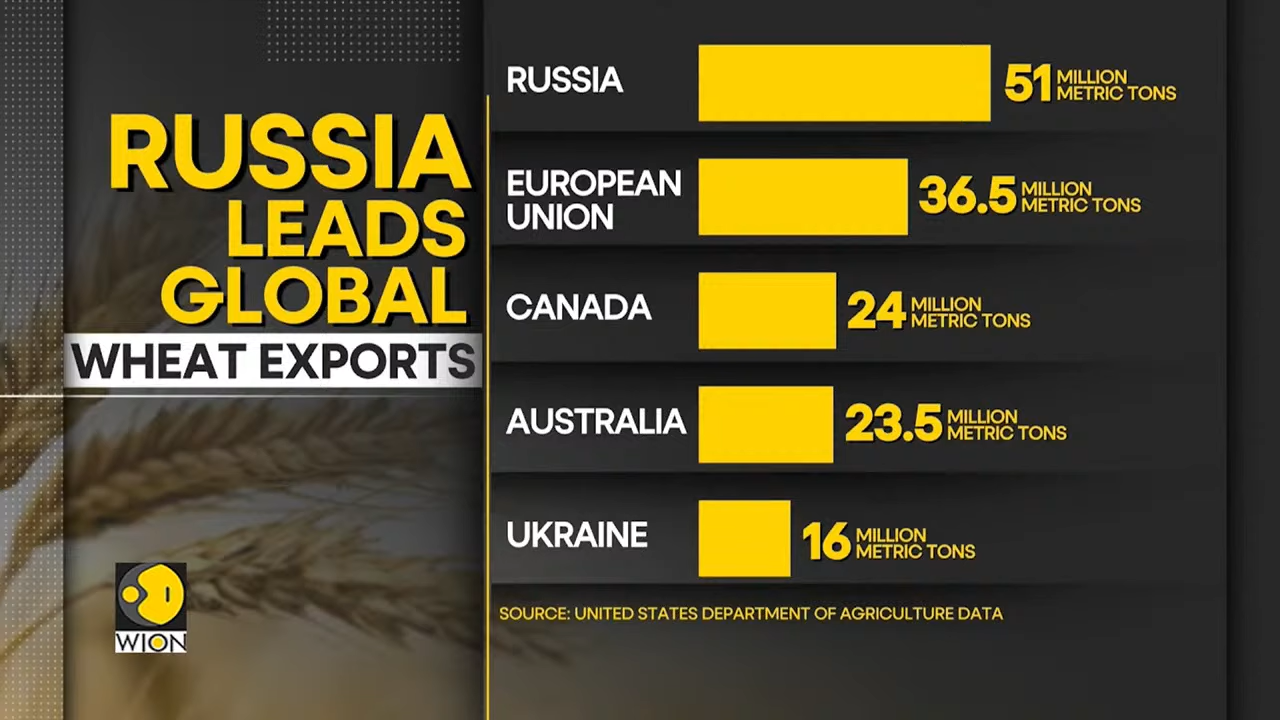 RUSSIA
LEADS
GLOBAL
WHEAT EXPORTS
WION
RUSSIA
51 MILLION
METRIC TONS
EUROPEAN
UNION
36.5 MILLION
METRIC TONS
CANADA
24 MILLION
METRIC TONS
AUSTRALIA
23.5 MILLION
METRIC TONS
UKRAINE
16 MILLION
METRIC TONS
SOURCE: UNITED STATES DEPARTMENT OF AGRICULTURE DATA